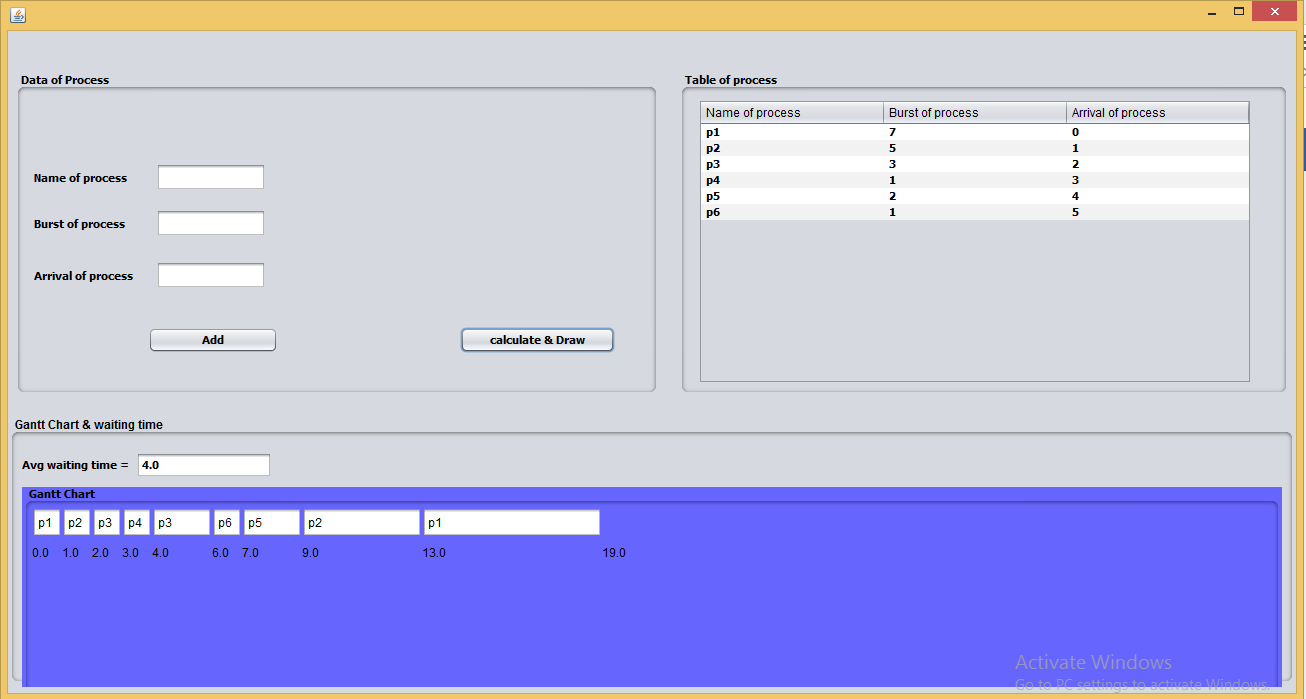 Data of Process
Name of process
Burst of process
Arrival of process
Add
calculate & Draw
Table of process
Name of process Burst of process Arrival of process
p1 7 0
p2 5 1
p3 3 2
p4 1 3
p5 2 4
p6 1 5
Gantt Chart & waiting time
Avg waiting time = 4.0
Gantt Chart
p1 p2 p3 p4 p3 p6 p5 p2 p1
0.0 1.0 2.0 3.0 4.0 6.0 7.0 9.0 13.0 19.0
Activate Windows
Go to PC settings to activate Windows.